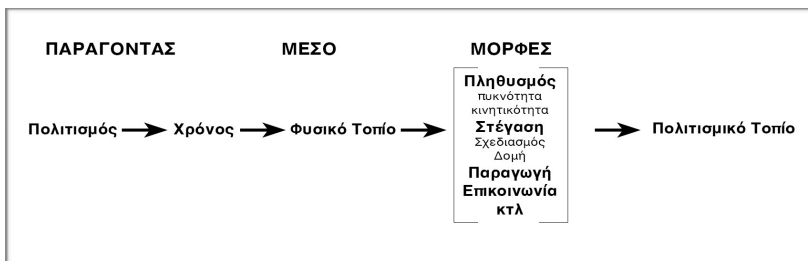 ΠΑΡΑΓΟΝΤΑΣ ΜΕΣΟ ΜΟΡΦΕΣ
Πολιτισμός Χρόνος Φυσικό Τοπίο
Πληθυσμός
πυκνότητα
κινητικότητα
Στέγαση
Σχεδιασμός
Δομή
Παραγωγή
Επικοινωνία
κτλ
Πολιτισμικό Τοπίο